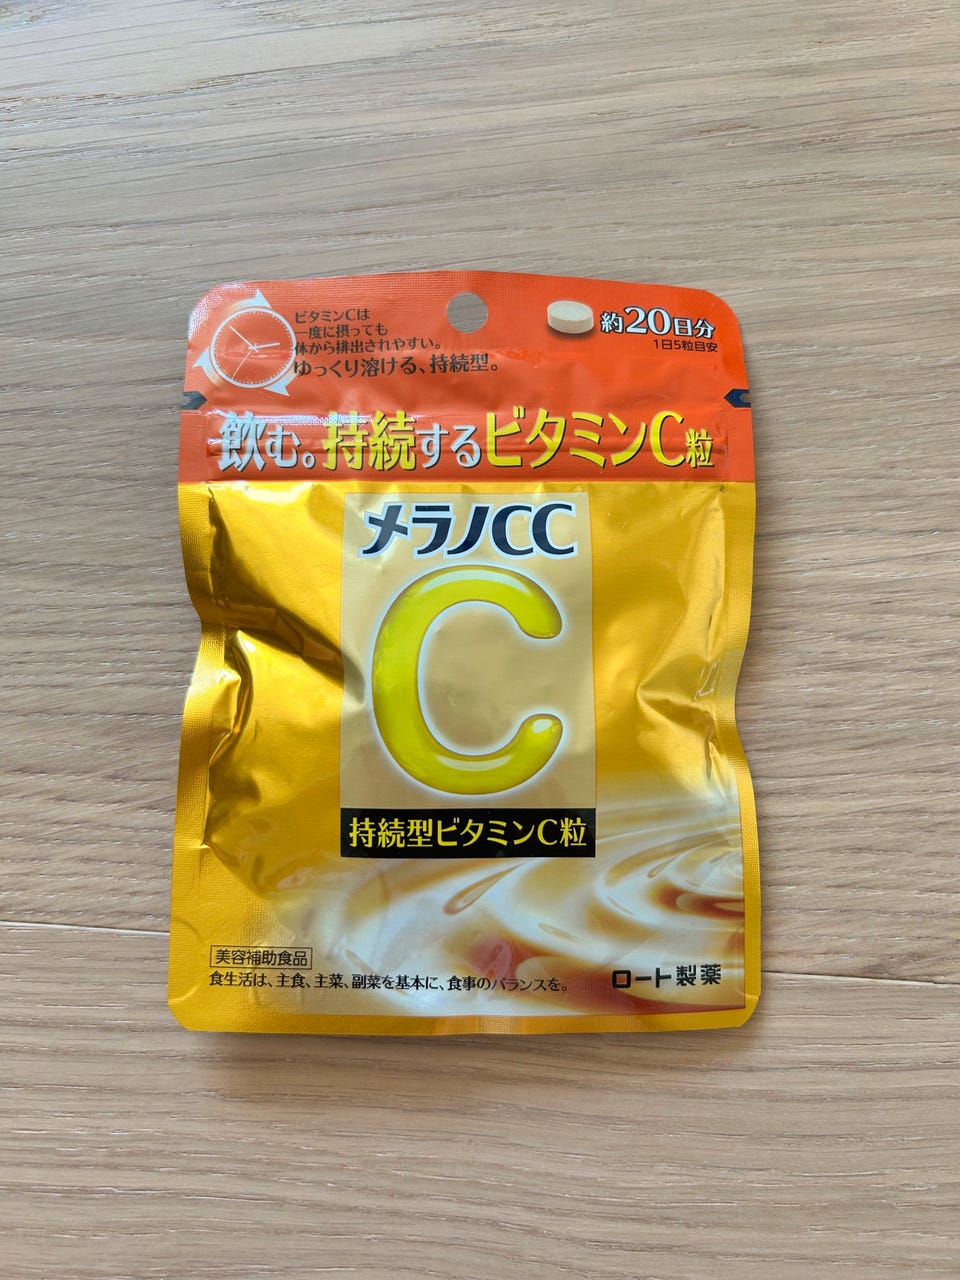 ビタミンCは
一度に摂っても
体から排出されやすい。
ゆっくり溶ける、持続型。
約20日分
1日5粒目安
飲む。持続するビタミンC粒
メラノCC
C
持続型ビタミンC粒
美容補助食品
食生活は、主食、主菜、副菜を基本に、食事のバランスを。
ロート製薬